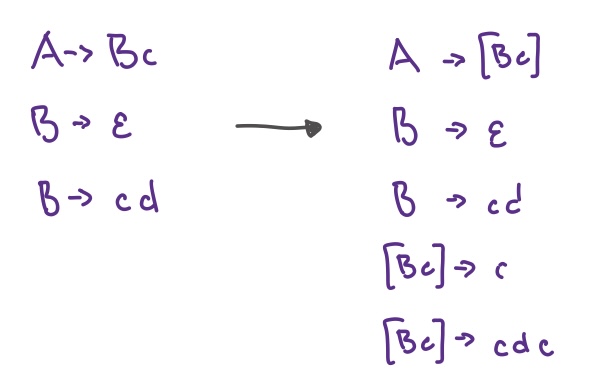 A → Bc
B → ε
B → cd
A → [Bc]
B → ε
B → cd
[Bc] → c
[Bc] → cdc